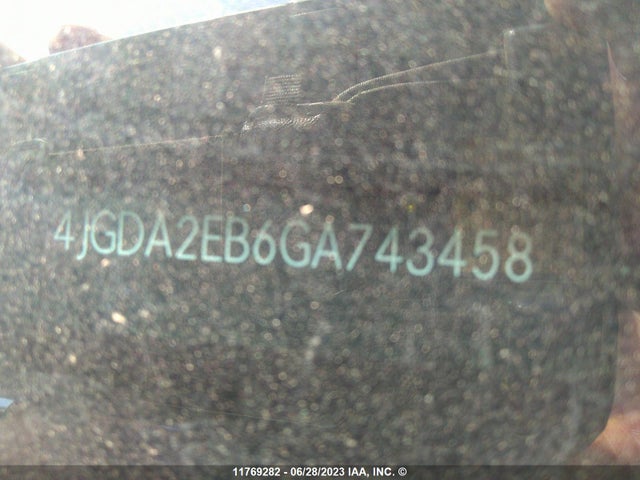 4JGDA2EB6GA743458
11769282 - 06/28/2023 IAA, INC. ©